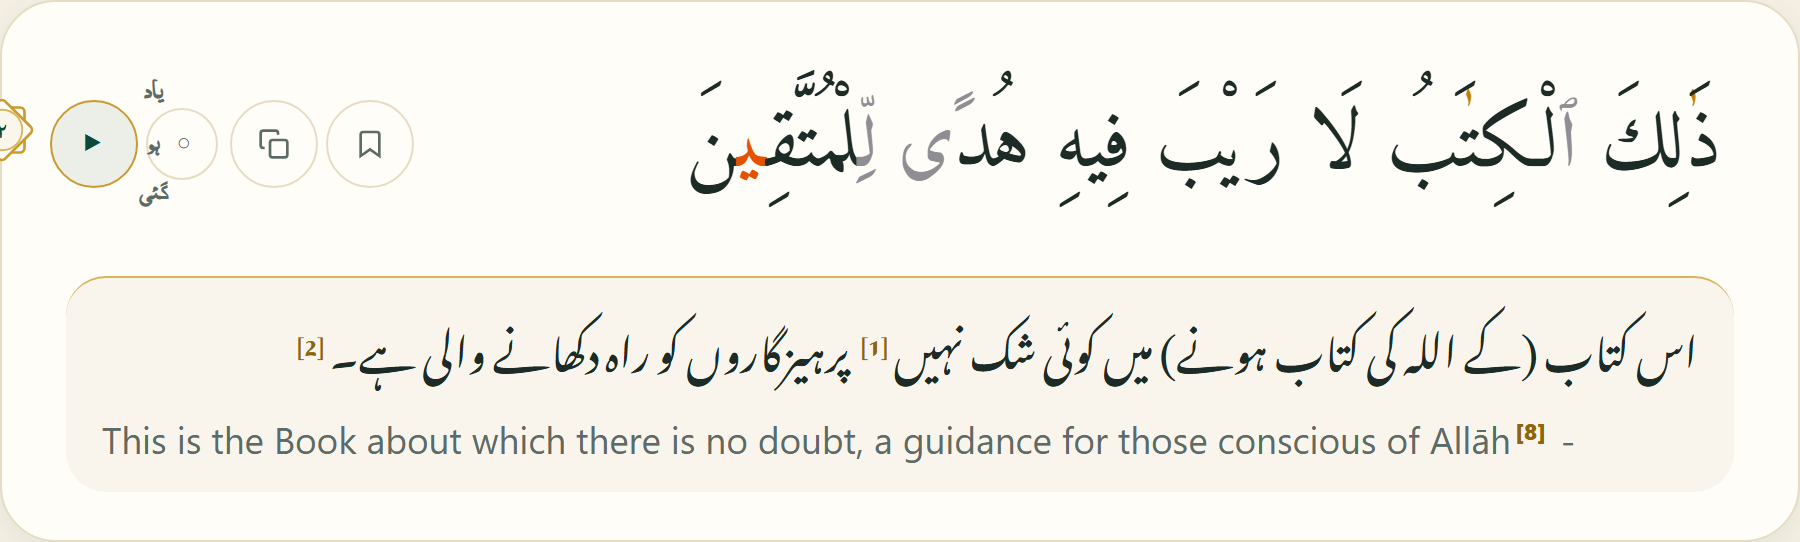 ذَٰلِكَ ٱلْكِتَٰبُ لَا رَيْبَ فِيهِ هُدًى لِّلْمُتَّقِينَ
یاد
ہو
گئی
۲
اس کتاب (کے اللہ کی کتاب ہونے) میں کوئی شک نہیں [1] پرہیزگاروں کو راہ دکھانے والی ہے۔ [2]
This is the Book about which there is no doubt, a guidance for those conscious of Allāh[8] -